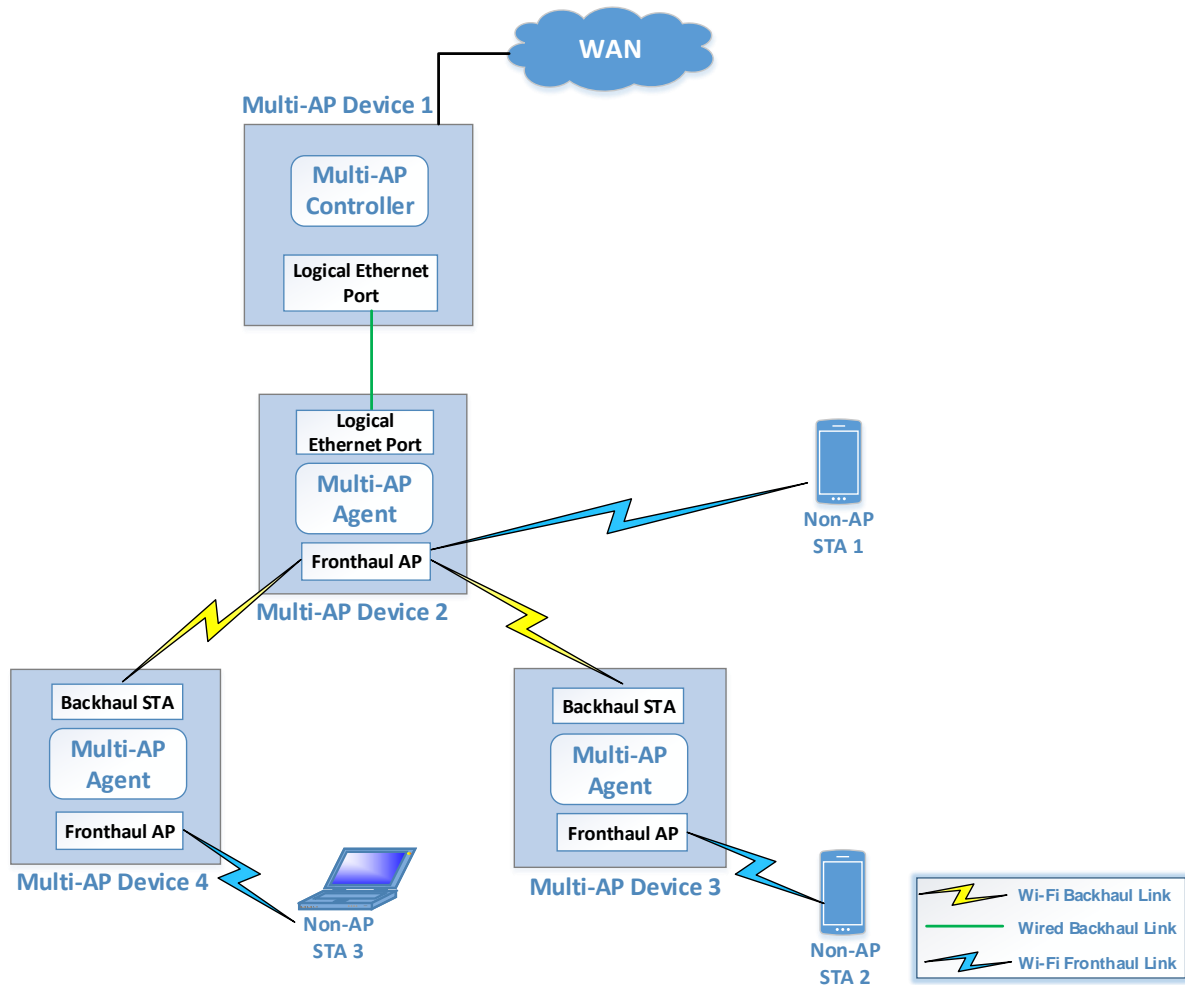 WAN
Multi-AP Device 1
Multi-AP
Controller
Logical Ethernet
Port
Logical
Ethernet Port
Multi-AP
Agent
Fronthaul AP
Multi-AP Device 2
Non-AP
STA 1
Backhaul STA
Multi-AP
Agent
Fronthaul AP
Multi-AP Device 4
Non-AP
STA 3
Backhaul STA
Multi-AP
Agent
Fronthaul AP
Multi-AP Device 3
Non-AP
STA 2
Wi-Fi Backhaul Link
Wired Backhaul Link
Wi-Fi Fronthaul Link